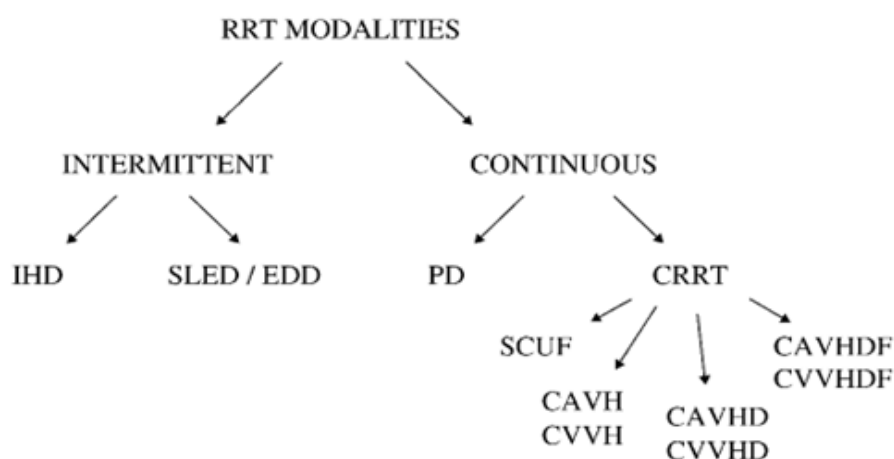 RRT MODALITIES
INTERMITTENT
CONTINUOUS
IHD
SLED / EDD
PD
CRRT
SCUF
CAVH
CVVH
CAVHD
CVVHD
CAVHDF
CVVHDF